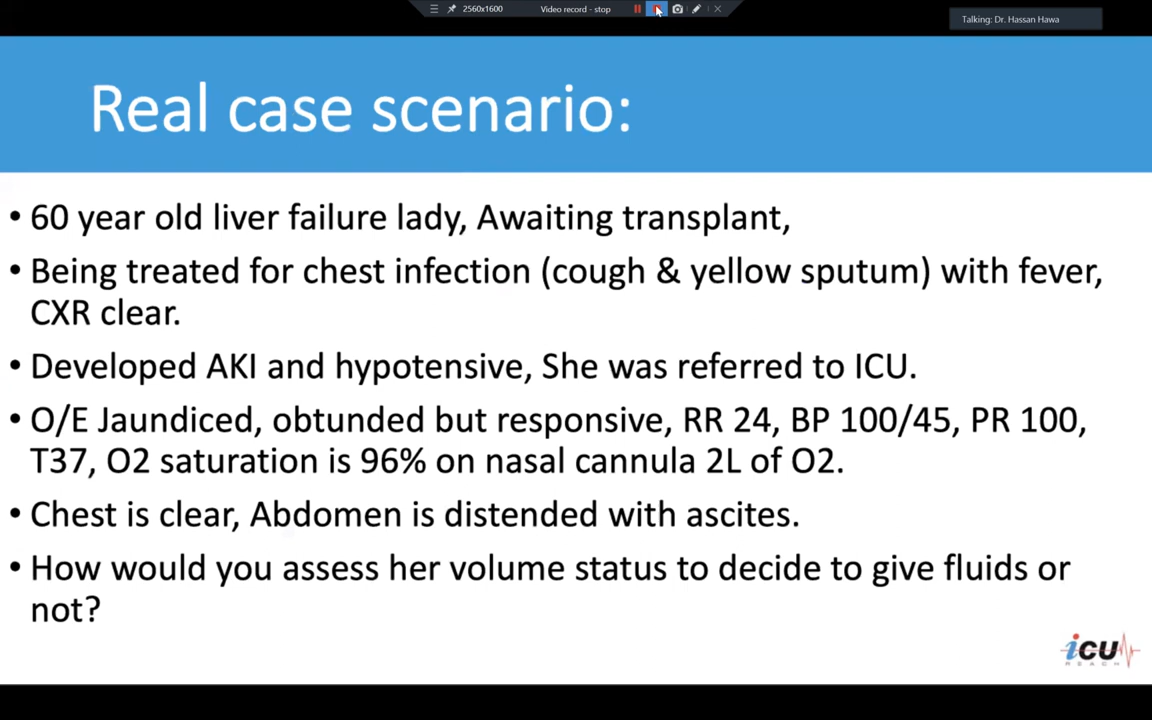 2560x1600 Video record - stop
Talking: Dr. Hassan Hawa
Real case scenario:
• 60 year old liver failure lady, Awaiting transplant,
• Being treated for chest infection (cough & yellow sputum) with fever,
CXR clear.
• Developed AKI and hypotensive, She was referred to ICU.
• O/E Jaundiced, obtunded but responsive, RR 24, BP 100/45, PR 100,
T37, O2 saturation is 96% on nasal cannula 2L of O2.
• Chest is clear, Abdomen is distended with ascites.
• How would you assess her volume status to decide to give fluids or
not?
iCU
REACH